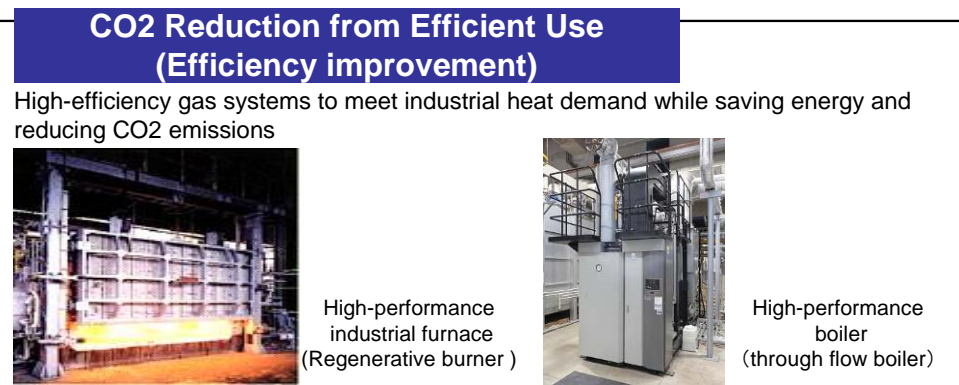 CO2 Reduction from Efficient Use
(Efficiency improvement)
High-efficiency gas systems to meet industrial heat demand while saving energy and
reducing CO2 emissions
High-performance
industrial furnace
(Regenerative burner )
High-performance
boiler
（through flow boiler）